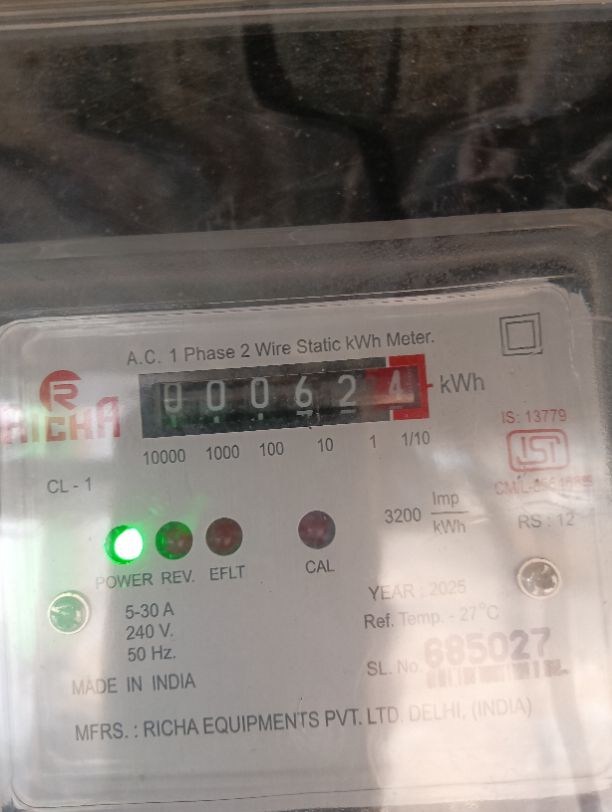 A.C. 1 Phase 2 Wire Static kWh Meter.
R
RICHA
000624 kWh
10000 1000 100 10 1 1/10
IS: 13779
ISI
CM/L-
CL - 1
3200 Imp/kWh
RS : 12
POWER REV. EFLT CAL
5-30 A
240 V.
50 Hz.
YEAR : 2025
Ref. Temp. - 27°C
SL. No. 685027
MADE IN INDIA
MFRS. : RICHA EQUIPMENTS PVT. LTD. DELHI, (INDIA)